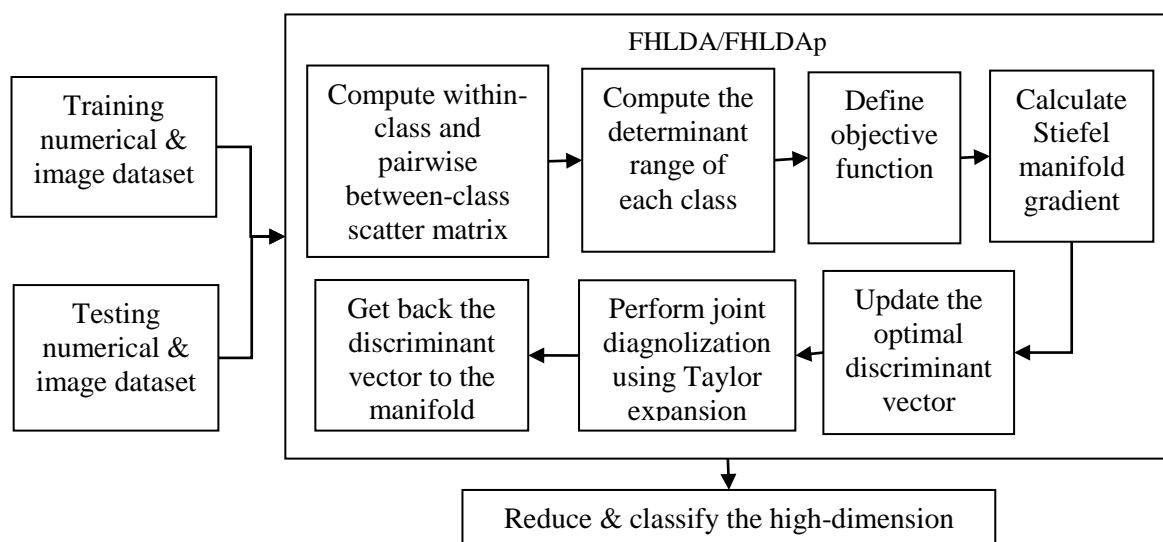 FHLDA/FHLDAp
Training
numerical &
image dataset
Testing
numerical &
image dataset
Compute within-
class and
pairwise
between-class
scatter matrix
Compute the
determinant
range of
each class
Define
objective
function
Calculate
Stiefel
manifold
gradient
Update the
optimal
discriminant
vector
Perform joint
diagnolization
using Taylor
expansion
Get back the
discriminant
vector to the
manifold
Reduce & classify the high-dimension